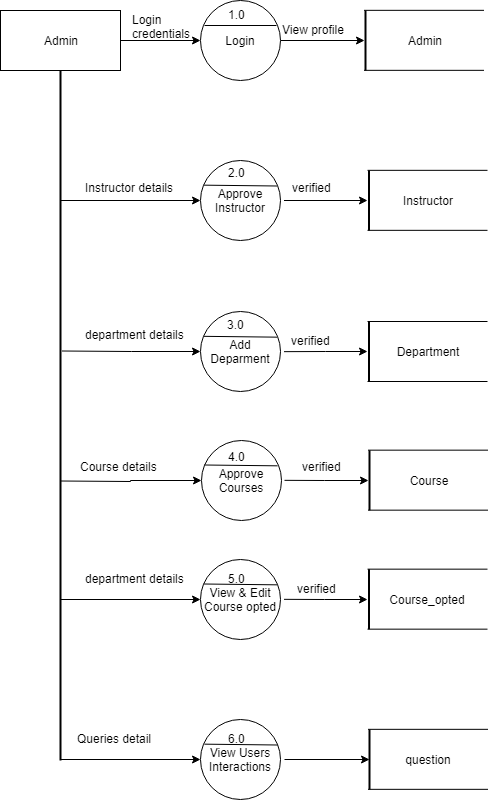 Admin
Login
credentials
1.0
Login
View profile
Admin
Instructor details
2.0
Approve
Instructor
verified
Instructor
department details
3.0
Add
Deparment
verified
Department
Course details
4.0
Approve
Courses
verified
Course
department details
5.0
View & Edit
Course opted
verified
Course_opted
Queries detail
6.0
View Users
Interactions
question